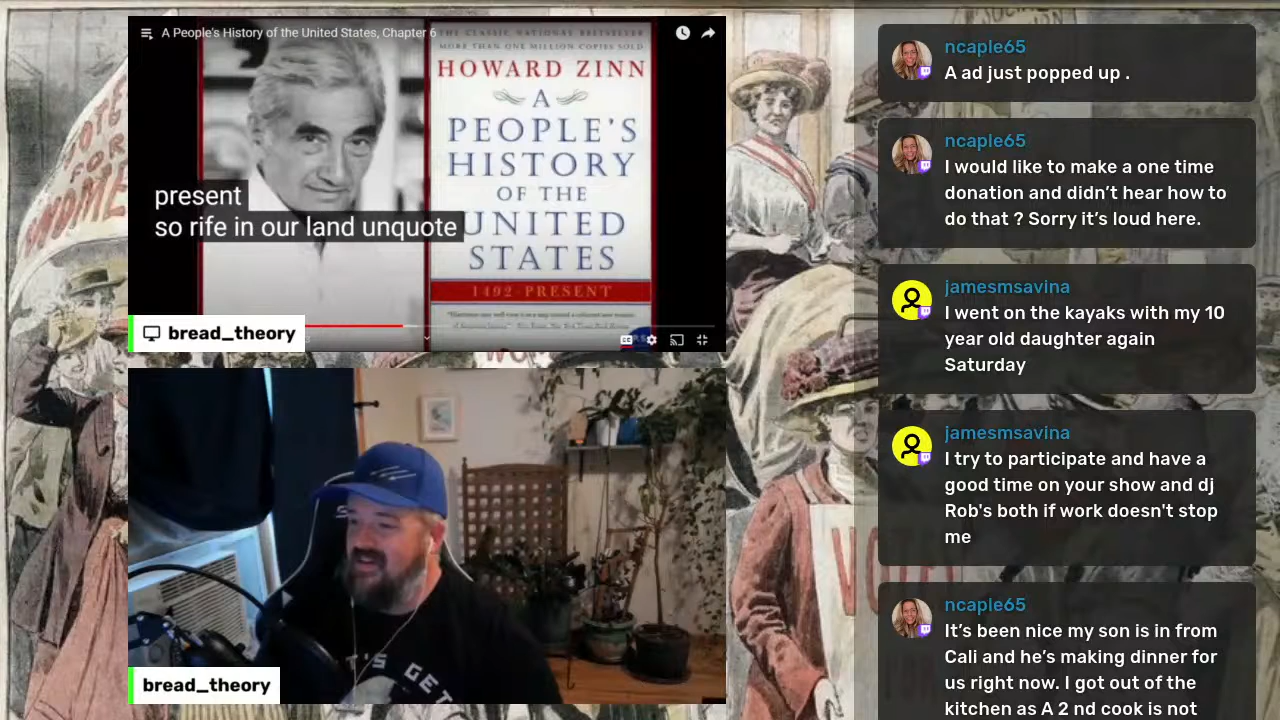 A People's History of the United States, Chapter 6
THE CLASSIC NATIONAL BESTSELLER
MORE THAN ONE MILLION COPIES SOLD
HOWARD ZINN
A
PEOPLE'S
HISTORY
OF THE
UNITED
STATES
1492-PRESENT
present
so rife in our land unquote
bread_theory
VOTES
FOR
WOMEN
T'S GET
bread_theory
ncaple65
A ad just popped up .
ncaple65
I would like to make a one time
donation and didn't hear how to
do that ? Sorry it's loud here.
jamesmsavina
I went on the kayaks with my 10
year old daughter again
Saturday
jamesmsavina
I try to participate and have a
good time on your show and dj
Rob's both if work doesn't stop
me
ncaple65
It's been nice my son is in from
Cali and he's making dinner for
us right now. I got out of the
kitchen as A 2 nd cook is not